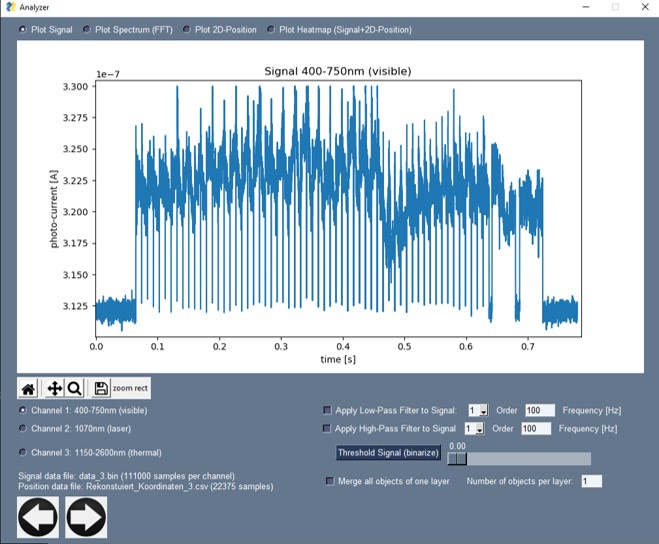 Analyzer
Plot Signal Plot Spectrum (FFT) Plot 2D-Position Plot Heatmap (Signal+2D-Position)
1e−7
Signal 400-750nm (visible)
3.300
3.275
3.250
3.225
3.200
3.175
3.150
3.125
photo-current [A]
0.0 0.1 0.2 0.3 0.4 0.5 0.6 0.7
time [s]
zoom rect
Channel 1: 400-750nm (visible)
Apply Low-Pass Filter to Signal: 1 Order 100 Frequency [Hz]
Channel 2: 1070nm (laser)
Apply High-Pass Filter to Signal 1 Order 100 Frequency [Hz]
0.00
Channel 3: 1150-2600nm (thermal)
Threshold Signal (binarize)
Signal data file: data_3.bin (111000 samples per channel)
Merge all objects of one layer Number of objects per layer: 1
Position data file: Rekonstuiert_Koordinaten_3.csv (22375 samples)